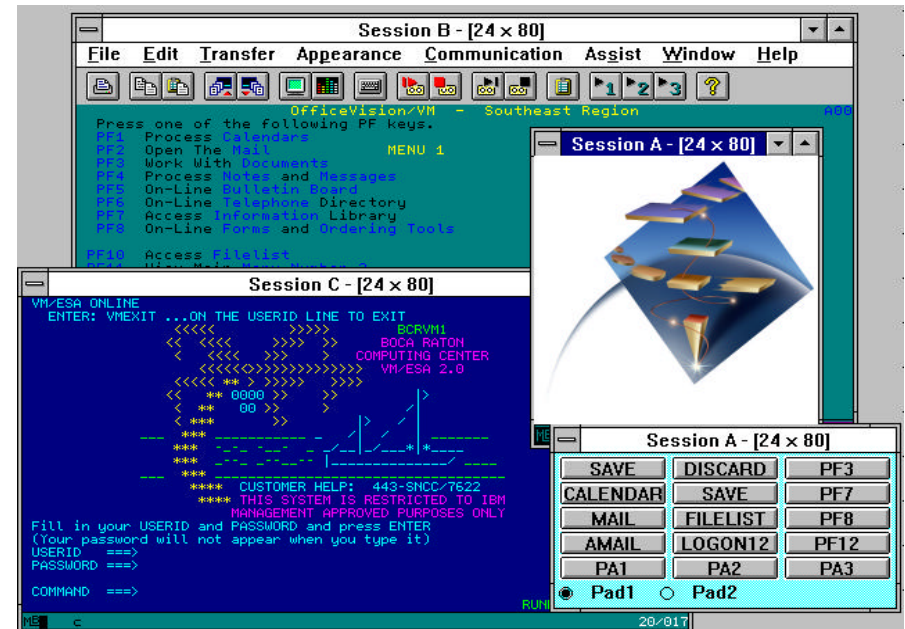 Session B - [24 x 80]
File Edit Transfer Appearance Communication Assist Window Help
1 2 3 ?
OfficeVision/VM - Southeast Region A00
Press one of the following PF keys.
PF1 Process Calendars
PF2 Open The Mail MENU 1
PF3 Work With Documents
PF4 Process Notes and Messages
PF5 On-Line Bulletin Board
PF6 On-Line Telephone Directory
PF7 Access Information Library
PF8 On-Line Forms and Ordering Tools
PF10 Access Filelist
Session A - [24 x 80]
Session C - [24 x 80]
VM/ESA ONLINE
ENTER: VMEXIT ...ON THE USERID LINE TO EXIT
BCRVM1
BOCA RATON
COMPUTING CENTER
VM/ESA 2.0
CUSTOMER HELP: 443-SNCC/7622
THIS SYSTEM IS RESTRICTED TO IBM
MANAGEMENT APPROVED PURPOSES ONLY
Fill in your USERID and PASSWORD and press ENTER
(Your password will not appear when you type it)
USERID ===>
PASSWORD ===>
COMMAND ===>
c 20/017
Session A - [24 x 80]
SAVE DISCARD PF3
CALENDAR SAVE PF7
MAIL FILELIST PF8
AMAIL LOGON12 PF12
PA1 PA2 PA3
Pad1 Pad2